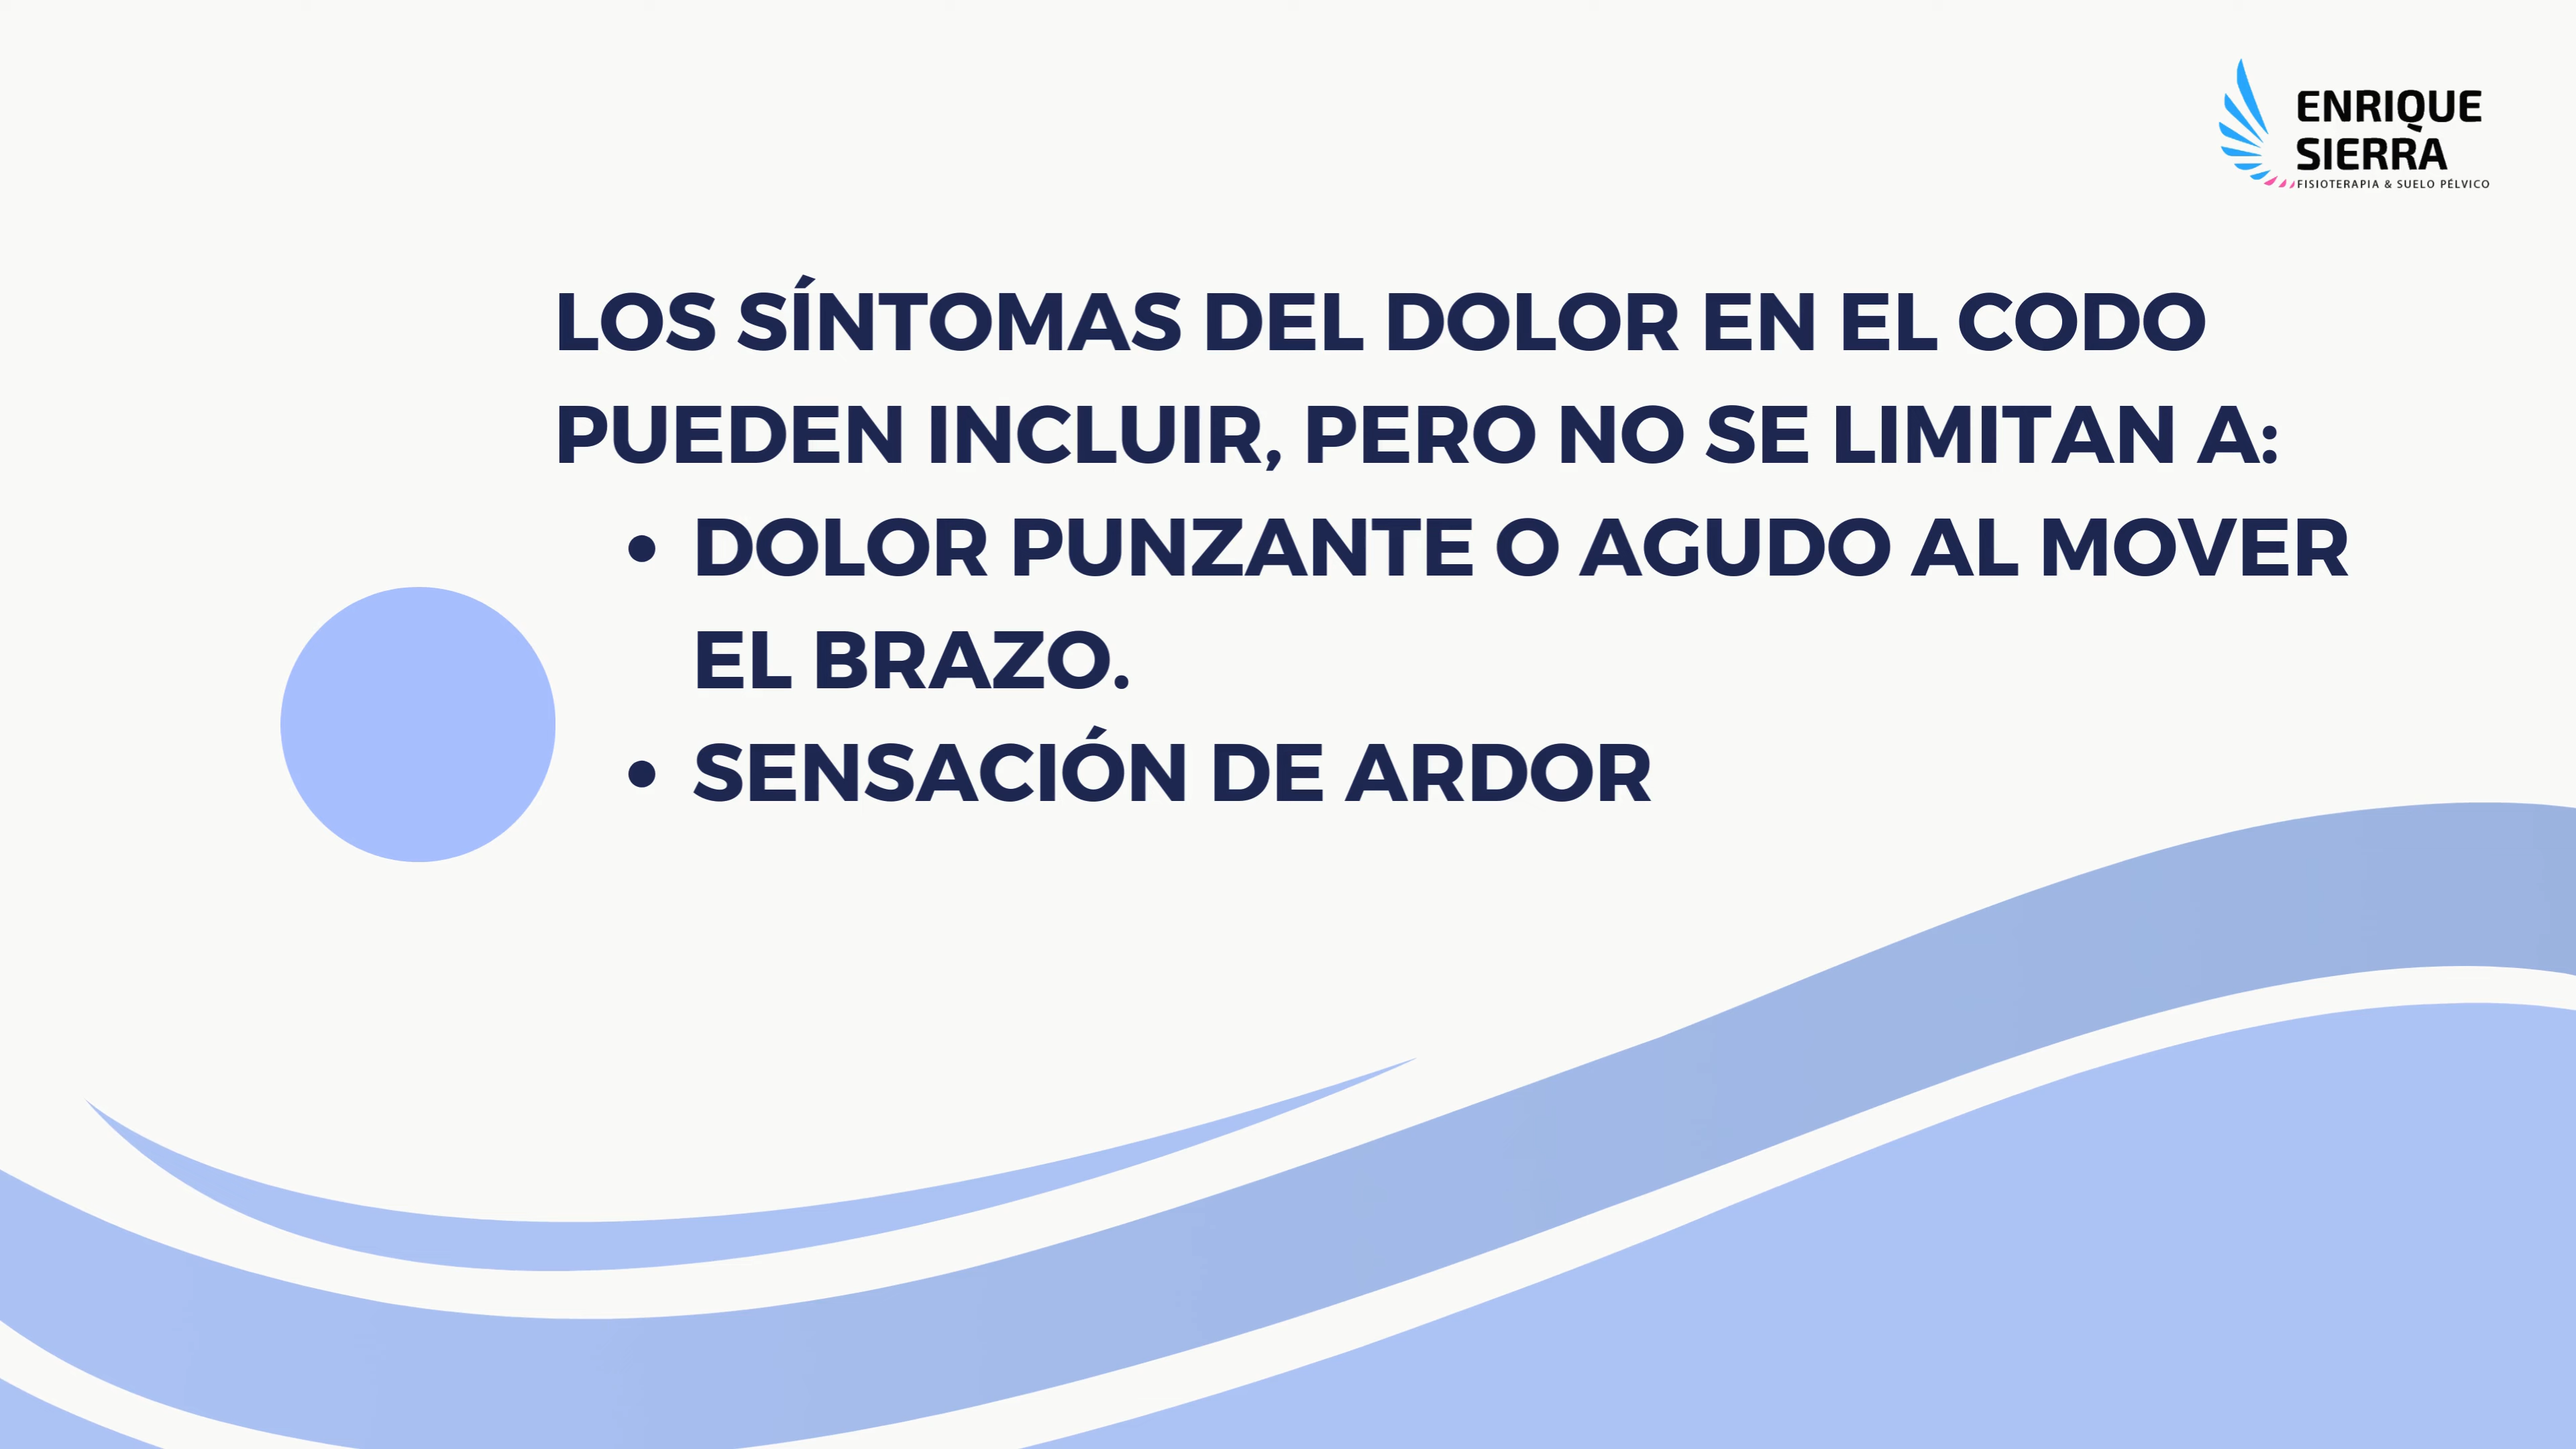 ENRIQUE
SIERRA
FISIOTERAPIA & SUELO PÉLVICO
LOS SÍNTOMAS DEL DOLOR EN EL CODO
PUEDEN INCLUIR, PERO NO SE LIMITAN A:
• DOLOR PUNZANTE O AGUDO AL MOVER
EL BRAZO.
• SENSACIÓN DE ARDOR